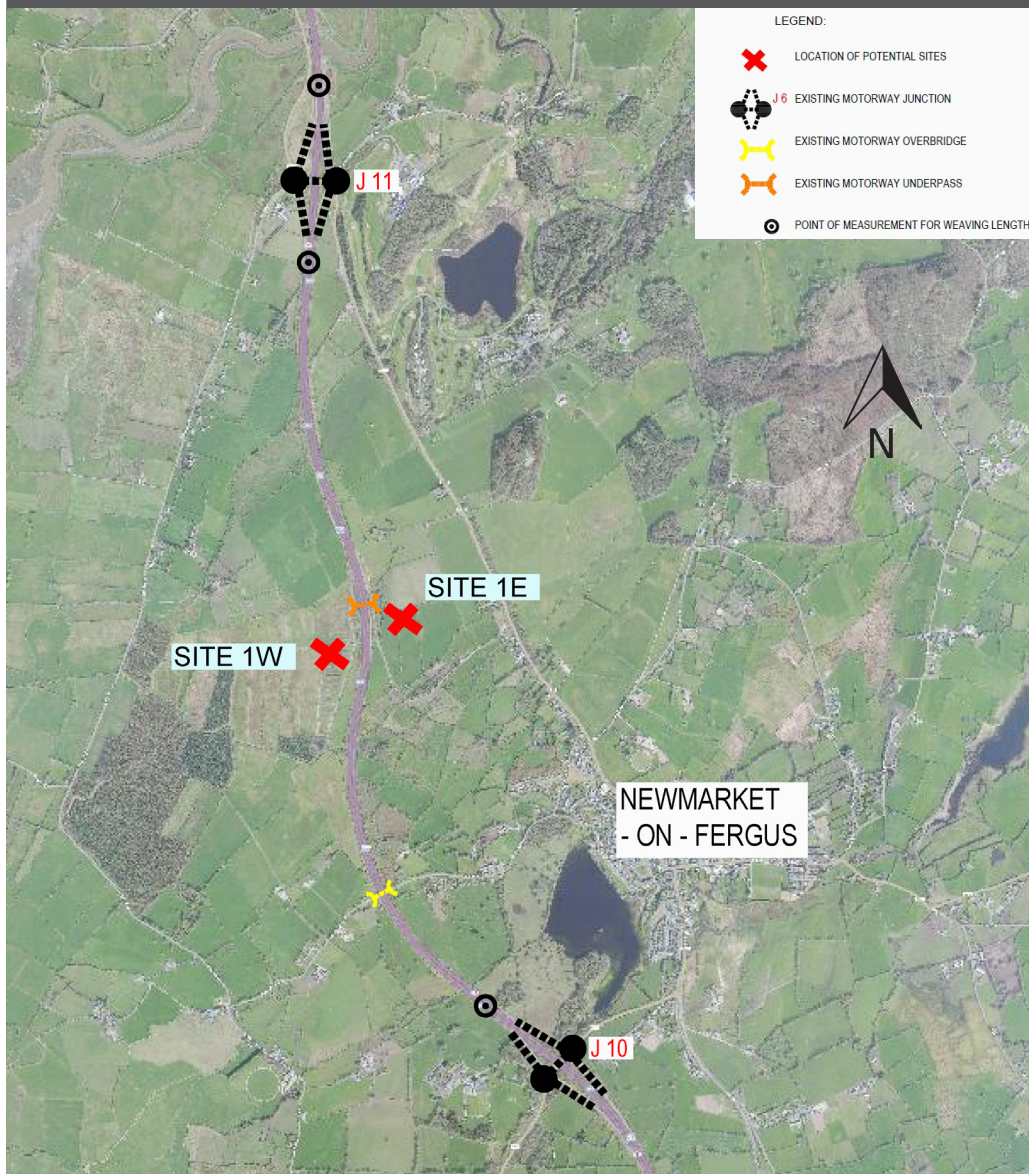 LEGEND:
LOCATION OF POTENTIAL SITES
J 6 EXISTING MOTORWAY JUNCTION
EXISTING MOTORWAY OVERBRIDGE
EXISTING MOTORWAY UNDERPASS
POINT OF MEASUREMENT FOR WEAVING LENGTH
J 11
N
SITE 1E
SITE 1W
NEWMARKET
- ON - FERGUS
J 10